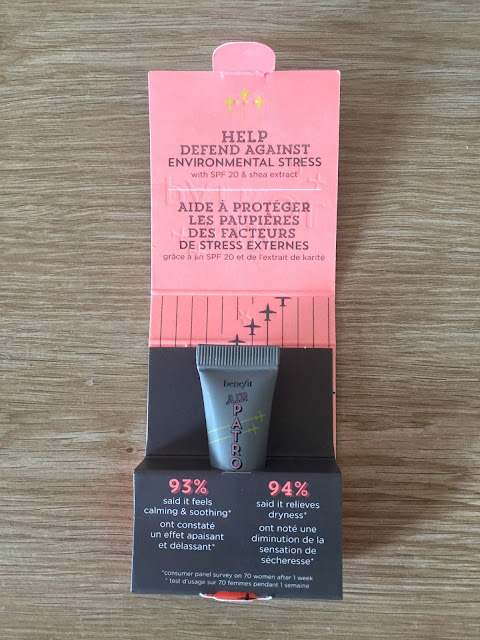 HELP
DEFEND AGAINST
ENVIRONMENTAL STRESS
with SPF 20 & shea extract
AIDE À PROTÉGER
LES PAUPIÈRES
DES FACTEURS
DE STRESS EXTERNES
grâce à un SPF 20 et de l'extrait de karité
benefit
AIR
PATRO
93%
said it feels
calming & soothing*
ont constaté
un effet apaisant
et délassant*
94%
said it relieves
dryness*
ont noté une
diminution de la
sensation de
sécheresse*
*consumer panel survey on 70 women after 1 week
* test d'usage sur 70 femmes pendant 1 semaine